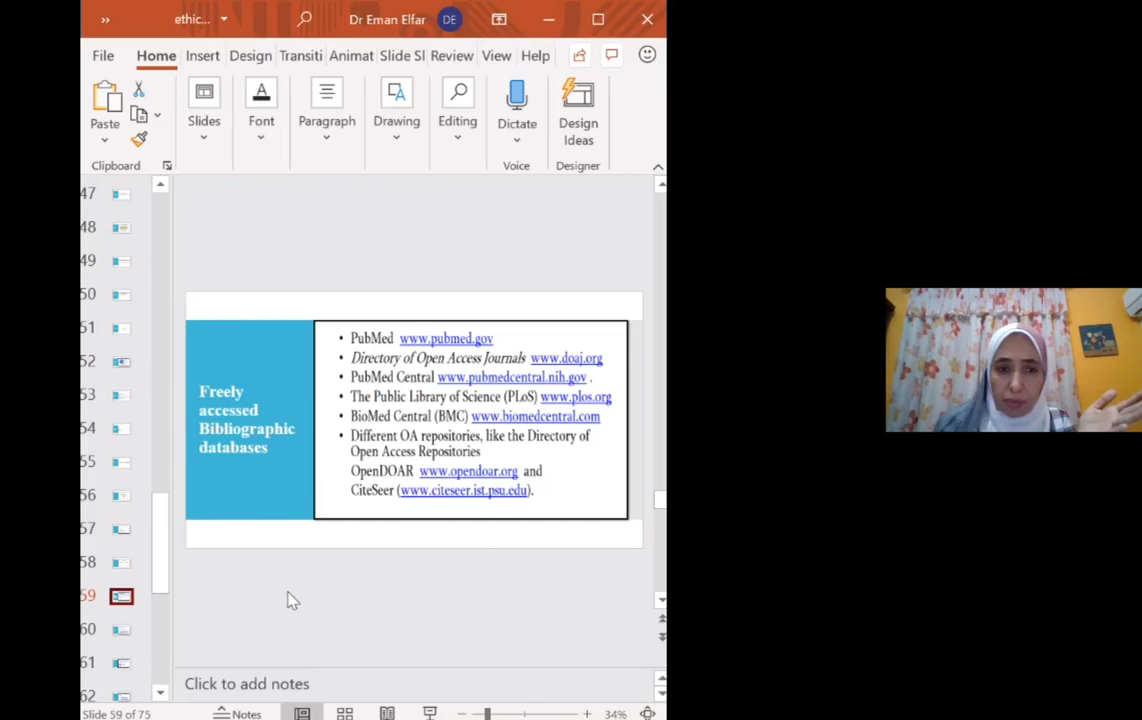 ›› ethic... Dr Eman Elfar DE
File Home Insert Design Transiti Animat Slide Sl Review View Help
Paste Slides Font Paragraph Drawing Editing Dictate Design
Ideas
Clipboard Voice Designer
47
48
49
50
51
52
53
54
55
56
57
58
59
60
61
62
Freely
accessed
Bibliographic
databases
• PubMed www.pubmed.gov
• Directory of Open Access Journals www.doaj.org
• PubMed Central www.pubmedcentral.nih.gov .
• The Public Library of Science (PLoS) www.plos.org
• BioMed Central (BMC) www.biomedcentral.com
• Different OA repositories, like the Directory of
Open Access Repositories
OpenDOAR www.opendoar.org and
CiteSeer (www.citeseer.ist.psu.edu).
Click to add notes
Slide 59 of 75 Notes 34%